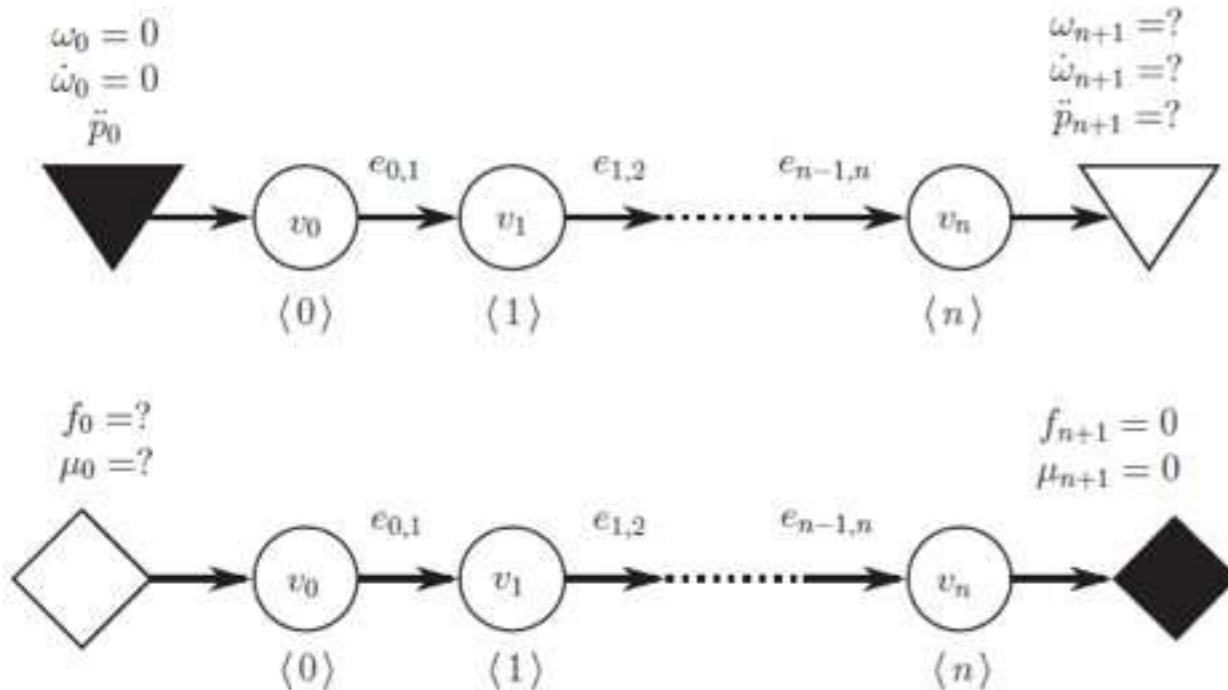 ω₀ = 0
ω̇₀ = 0
p̈₀
ωₙ₊₁ =?
ω̇ₙ₊₁ =?
p̈ₙ₊₁ =?
e₀,₁ e₁,₂ eₙ₋₁,ₙ
v₀ v₁ vₙ
⟨0⟩ ⟨1⟩ ⟨n⟩
f₀ =?
μ₀ =?
fₙ₊₁ = 0
μₙ₊₁ = 0
e₀,₁ e₁,₂ eₙ₋₁,ₙ
v₀ v₁ vₙ
⟨0⟩ ⟨1⟩ ⟨n⟩